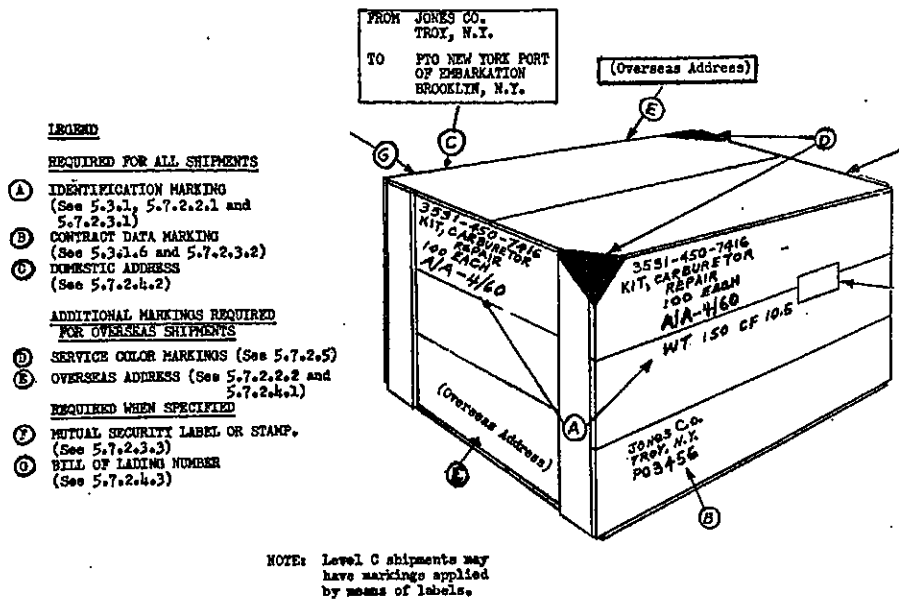 FROM JONES CO.
TROY, N.Y.
TO PTO NEW YORK PORT
OF EMBARKATION
BROOKLIN, N.Y.
(Overseas Address)
E
C
G
D
LEGEND
REQUIRED FOR ALL SHIPMENTS
A IDENTIFICATION MARKING
(See 5.3.1, 5.7.2.2.1 and
5.7.2.3.1)
B CONTRACT DATA MARKING
(See 5.3.1.6 and 5.7.2.3.2)
C DOMESTIC ADDRESS
(See 5.7.2.4.2)
ADDITIONAL MARKINGS REQUIRED
FOR OVERSEAS SHIPMENTS
D SERVICE COLOR MARKINGS (See 5.7.2.5)
E OVERSEAS ADDRESS (See 5.7.2.2.2 and
5.7.2.4.1)
REQUIRED WHEN SPECIFIED
F MUTUAL SECURITY LABEL OR STAMP.
(See 5.7.2.3.3)
G BILL OF LADING NUMBER
(See 5.7.2.4.3)
3531-450-7416
KIT, CARBURETOR
REPAIR
100 EACH
A/A-4/60
(Overseas Address)
E
A
3531-450-7416
KIT, CARBURETOR
REPAIR
100 EACH
A/A-4/60
WT 150 CF 10.5
JONES CO.
TROY, N.Y.
PO3456
B
NOTE: Level C shipments may
have markings applied
by means of labels.